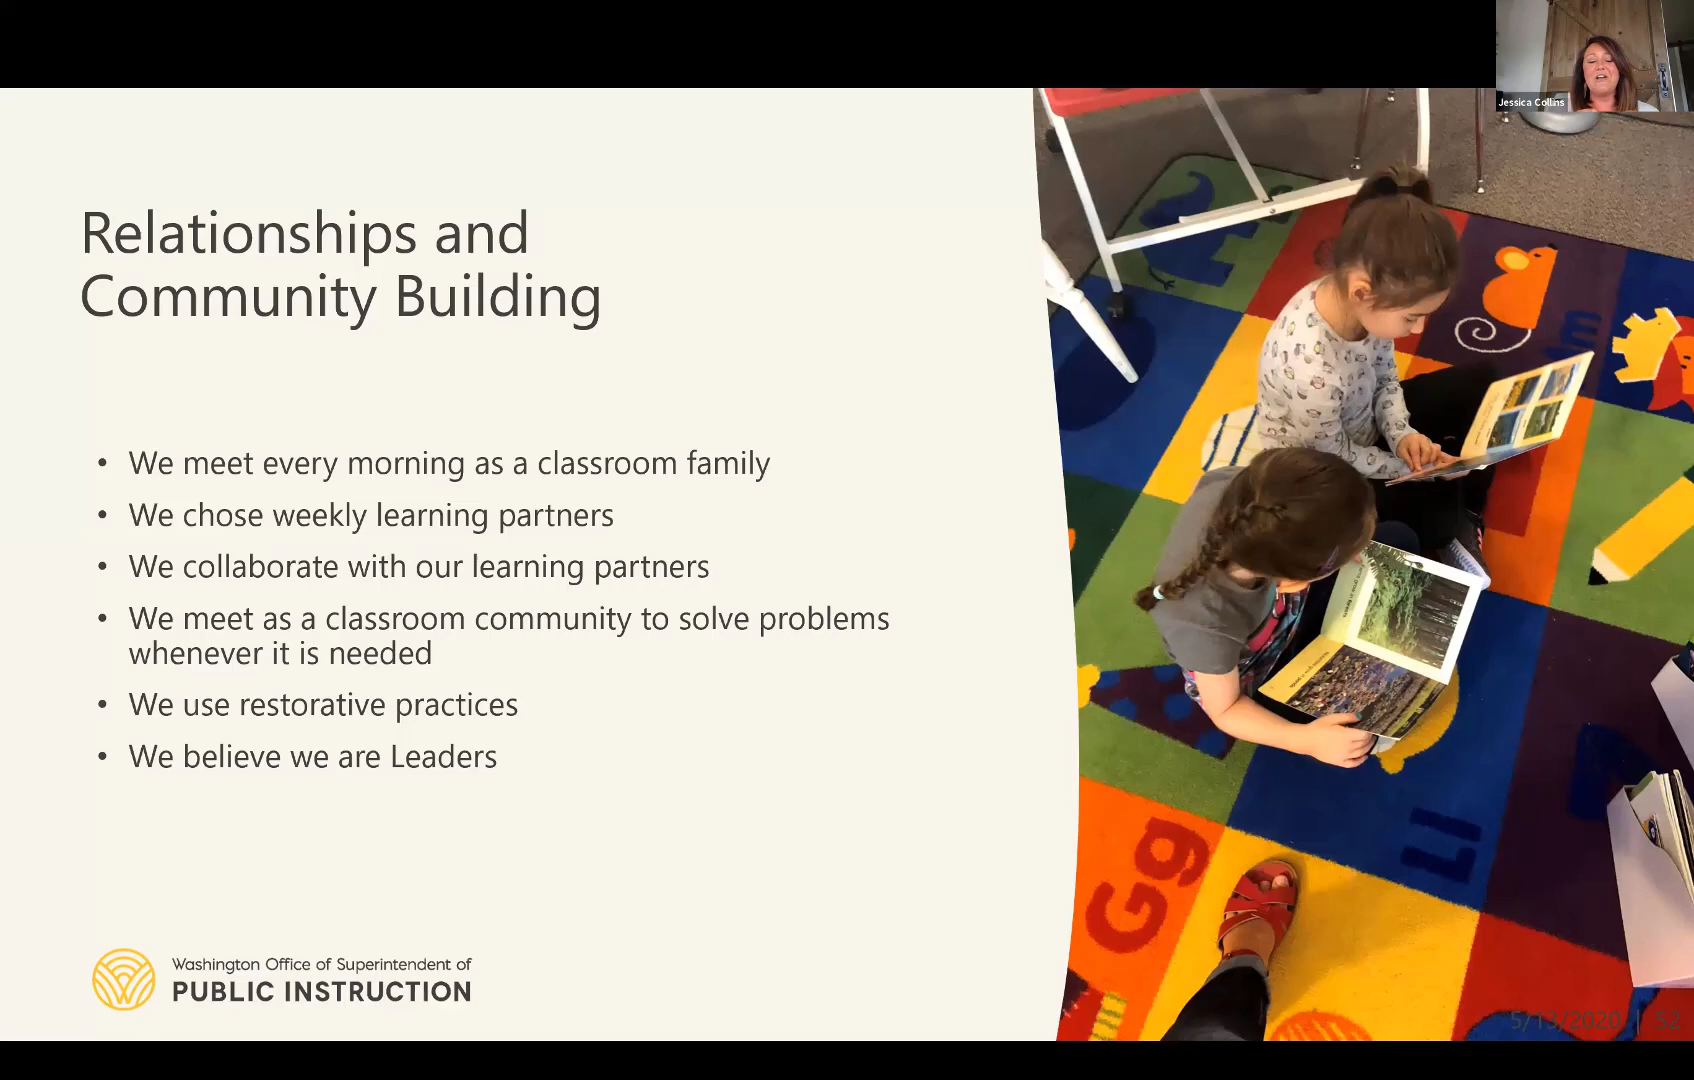 Jessica Collins
Relationships and
Community Building
• We meet every morning as a classroom family
• We chose weekly learning partners
• We collaborate with our learning partners
• We meet as a classroom community to solve problems
whenever it is needed
• We use restorative practices
• We believe we are Leaders
Washington Office of Superintendent of
PUBLIC INSTRUCTION
Gg
Ll
5/13/2020 | 52